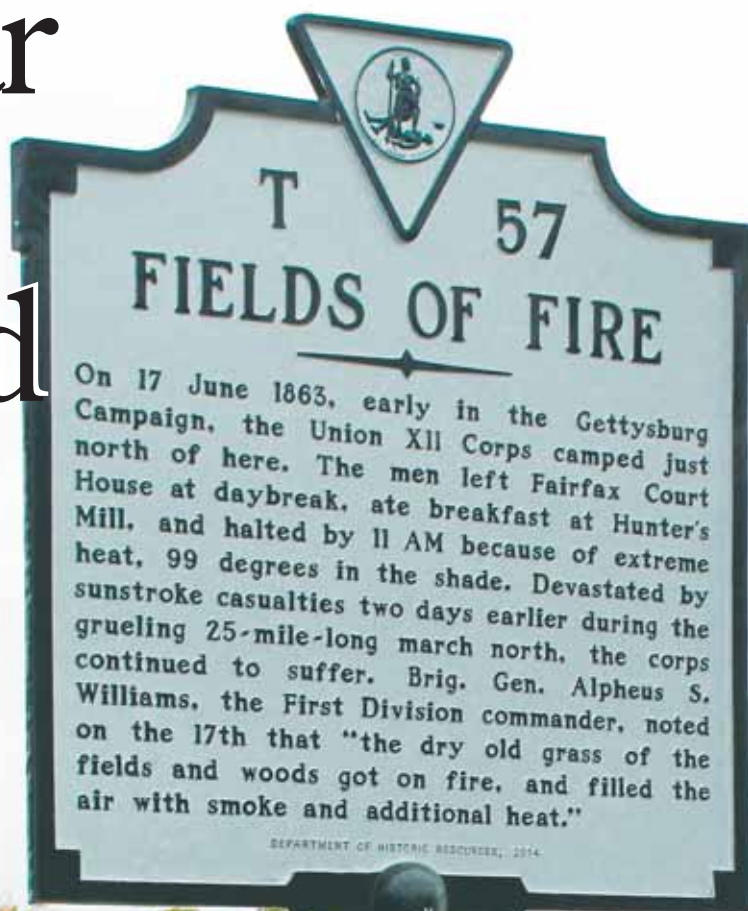 r
d
T 57
FIELDS OF FIRE
On 17 June 1863, early in the Gettysburg
Campaign, the Union XII Corps camped just
north of here. The men left Fairfax Court
House at daybreak, ate breakfast at Hunter's
Mill, and halted by 11 AM because of extreme
heat, 99 degrees in the shade. Devastated by
sunstroke casualties two days earlier during the
grueling 25-mile-long march north, the corps
continued to suffer. Brig. Gen. Alpheus S.
Williams, the First Division commander, noted
on the 17th that “the dry old grass of the
fields and woods got on fire, and filled the
air with smoke and additional heat.”
DEPARTMENT OF HISTORIC RESOURCES, 2014